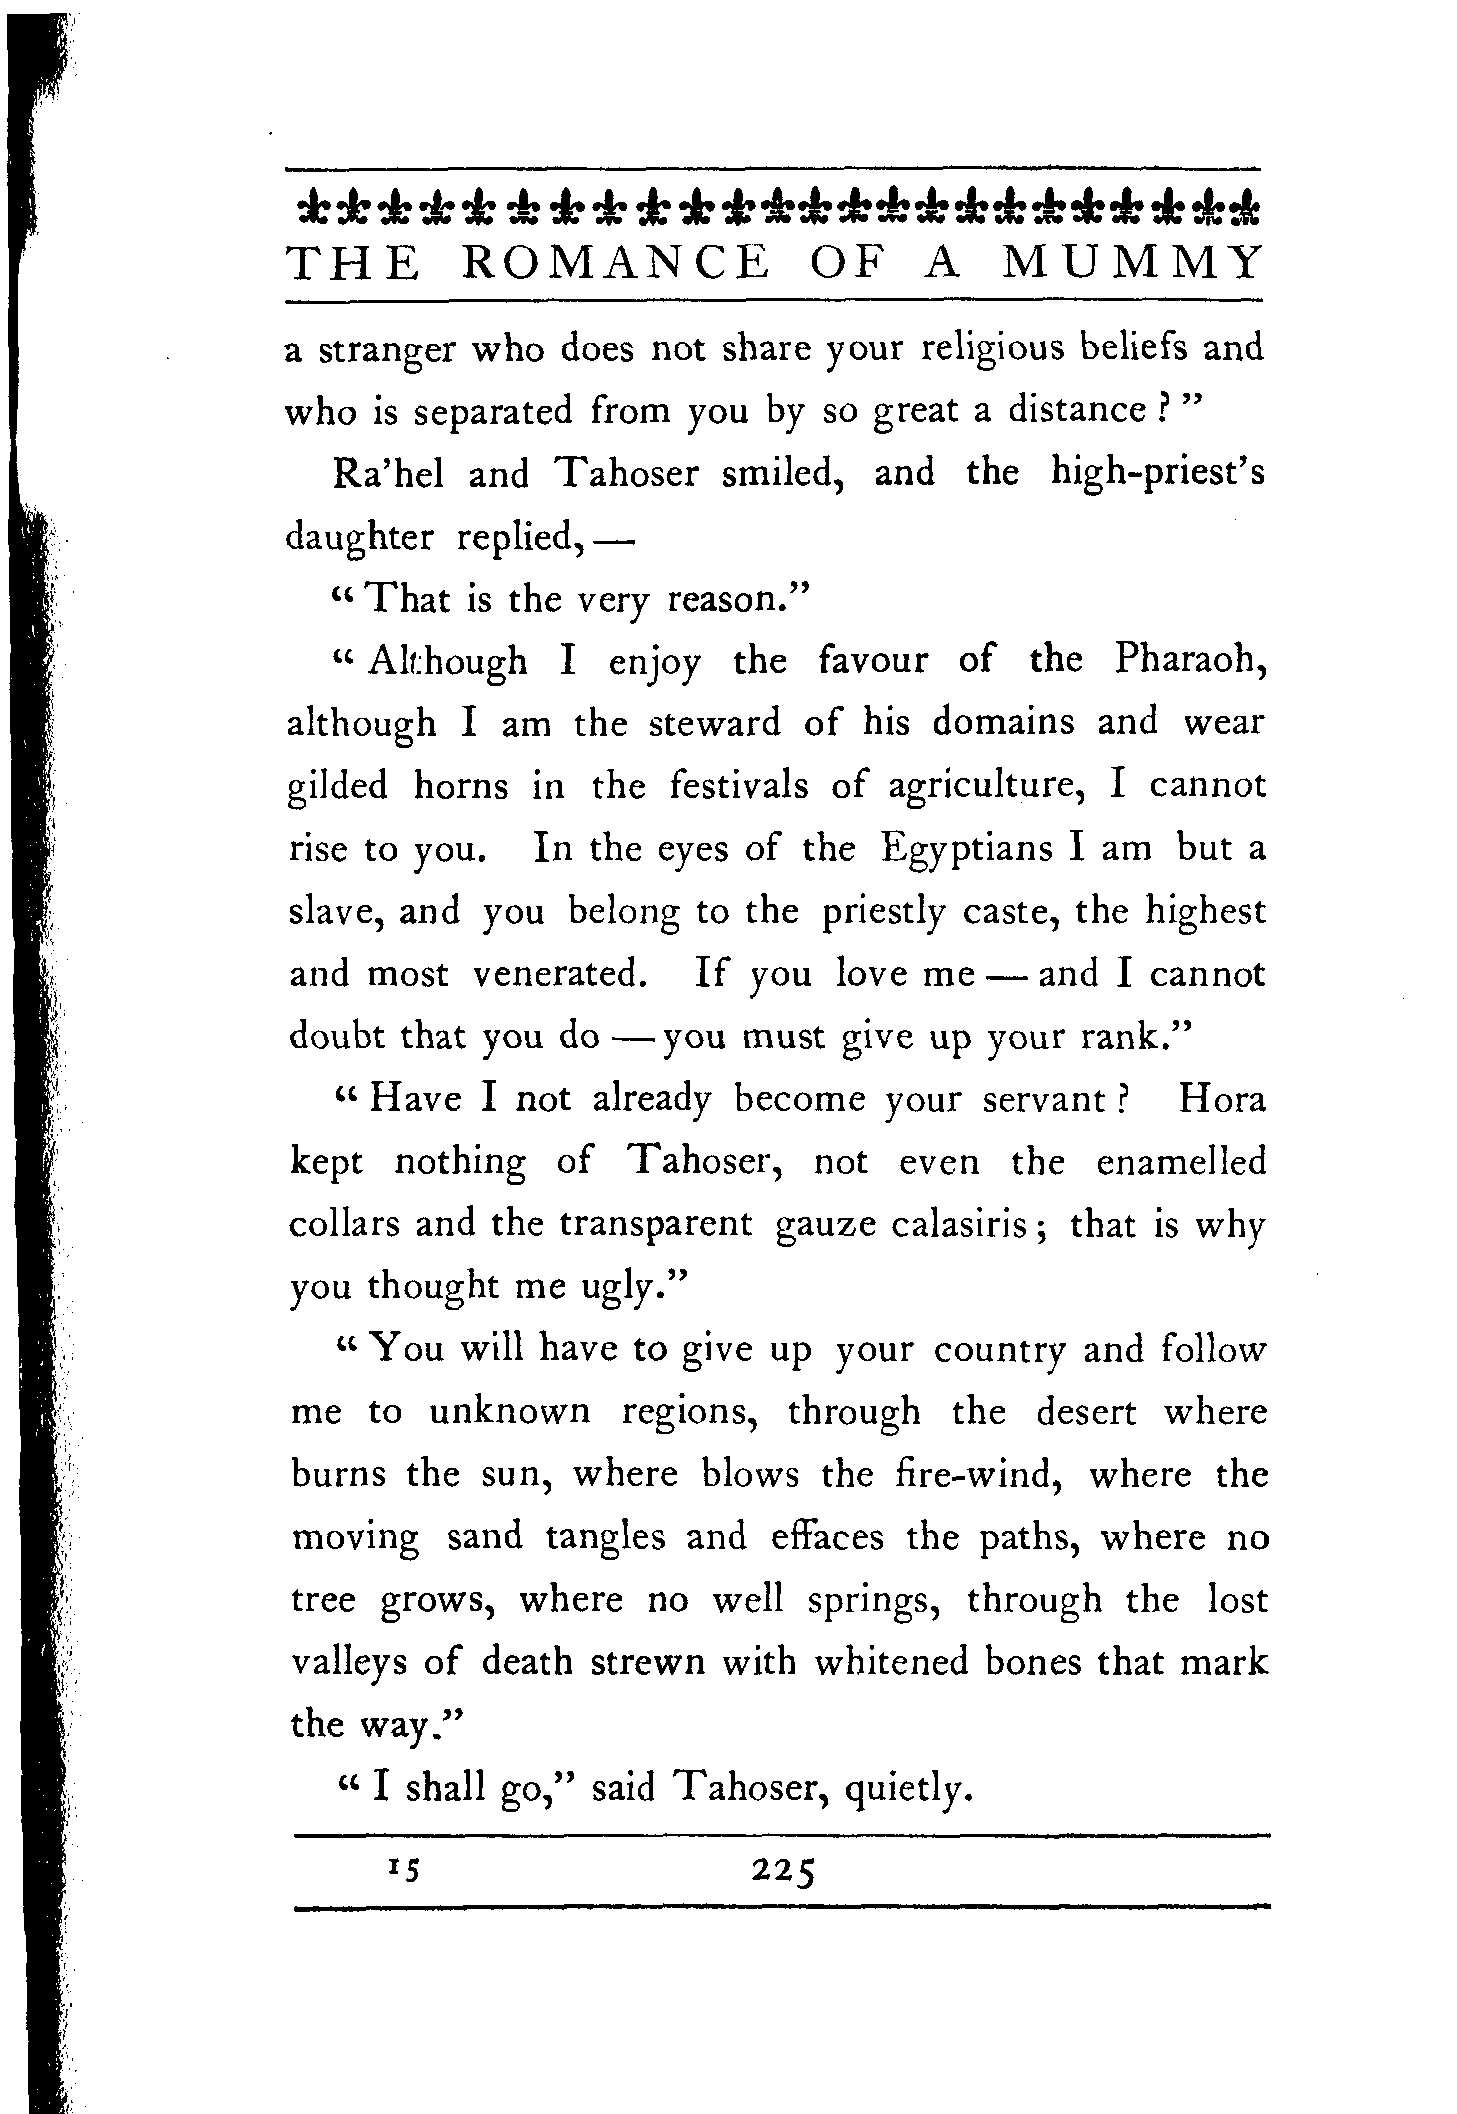 THE ROMANCE OF A MUMMY
a stranger who does not share your religious beliefs and
who is separated from you by so great a distance ? ”
Ra’hel and Tahoser smiled, and the high-priest’s
daughter replied, —
“ That is the very reason.”
“ Although I enjoy the favour of the Pharaoh,
although I am the steward of his domains and wear
gilded horns in the festivals of agriculture, I cannot
rise to you. In the eyes of the Egyptians I am but a
slave, and you belong to the priestly caste, the highest
and most venerated. If you love me — and I cannot
doubt that you do — you must give up your rank.”
“ Have I not already become your servant ? Hora
kept nothing of Tahoser, not even the enamelled
collars and the transparent gauze calasiris ; that is why
you thought me ugly.”
“ You will have to give up your country and follow
me to unknown regions, through the desert where
burns the sun, where blows the fire-wind, where the
moving sand tangles and effaces the paths, where no
tree grows, where no well springs, through the lost
valleys of death strewn with whitened bones that mark
the way.”
“ I shall go,” said Tahoser, quietly.
15 225